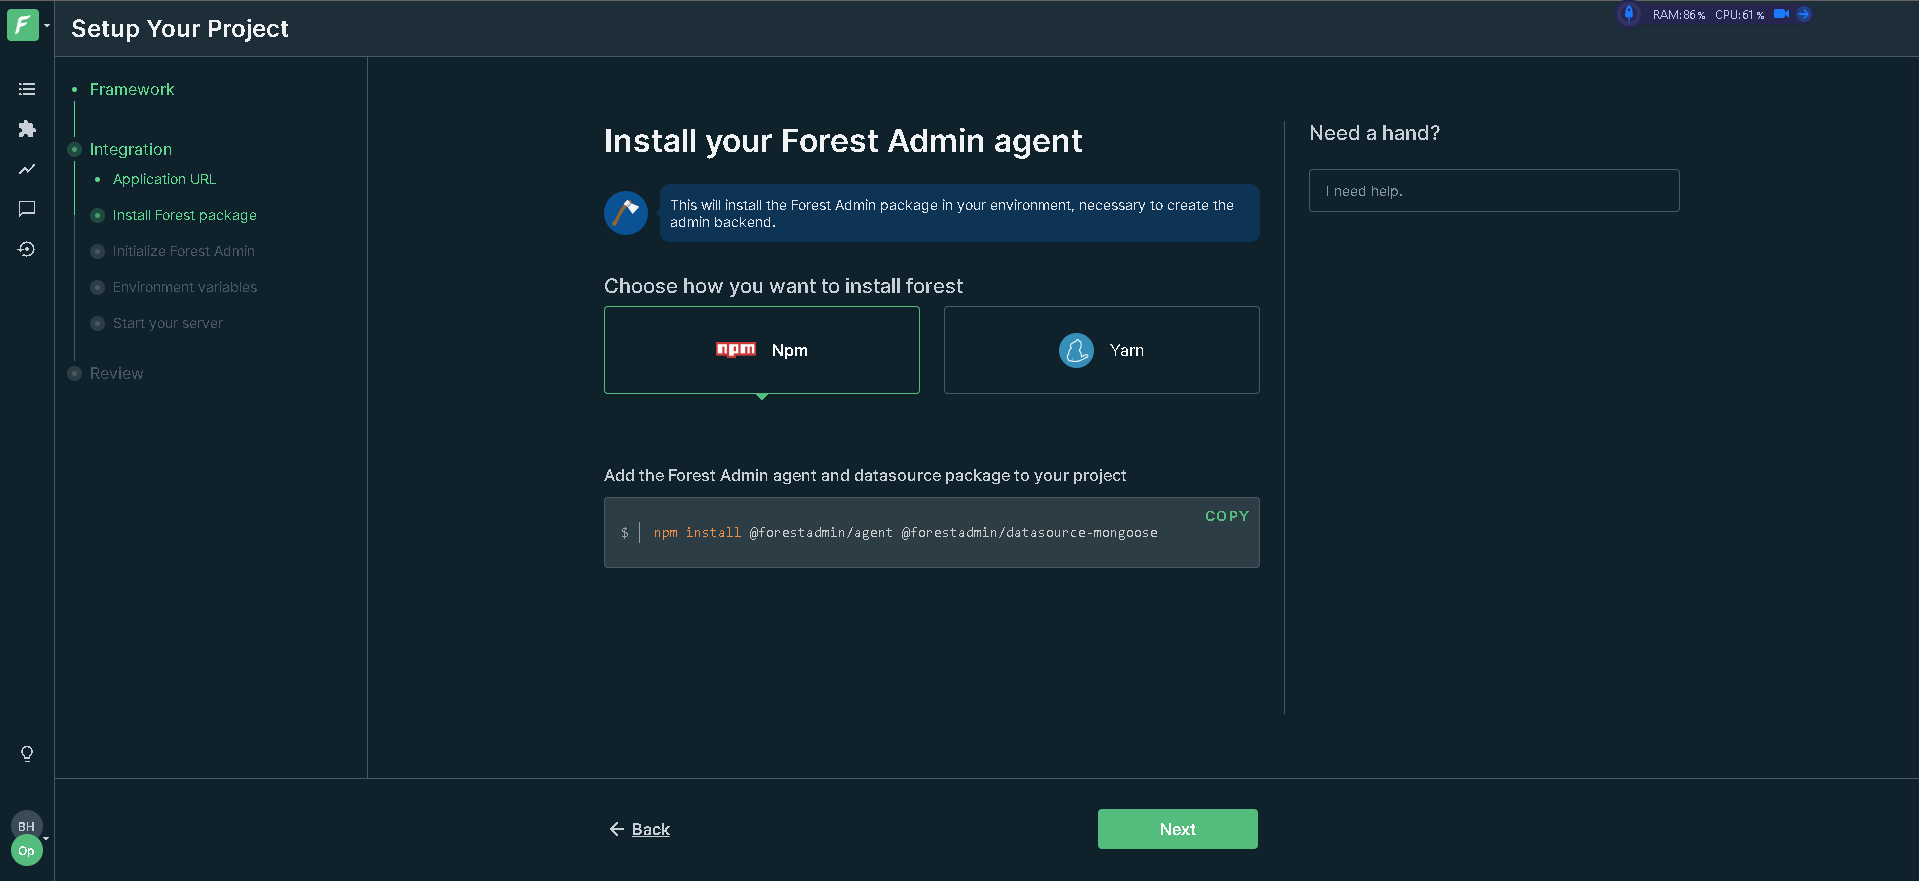 Setup Your Project
RAM:86% CPU:61%
Framework
Integration
Application URL
Install Forest package
Initialize Forest Admin
Environment variables
Start your server
Review
Install your Forest Admin agent
This will install the Forest Admin package in your environment, necessary to create the
admin backend.
Choose how you want to install forest
npm Npm
Yarn
Add the Forest Admin agent and datasource package to your project
COPY
$ npm install @forestadmin/agent @forestadmin/datasource-mongoose
Need a hand?
I need help.
BH
Op
Back
Next